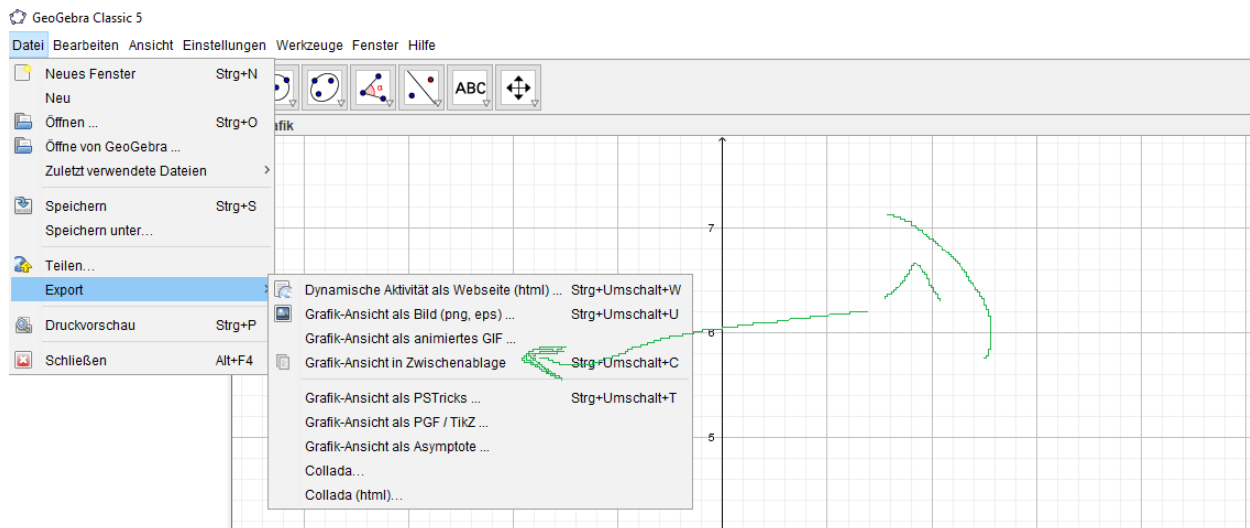 GeoGebra Classic 5
Datei Bearbeiten Ansicht Einstellungen Werkzeuge Fenster Hilfe
Neues Fenster Strg+N
Neu
Öffnen ... Strg+O
Öffne von GeoGebra ...
Zuletzt verwendete Dateien
Speichern Strg+S
Speichern unter...
Teilen...
Export
Druckvorschau Strg+P
Schließen Alt+F4
α ABC
Dynamische Aktivität als Webseite (html) ... Strg+Umschalt+W
Grafik-Ansicht als Bild (png, eps) ... Strg+Umschalt+U
Grafik-Ansicht als animiertes GIF ...
Grafik-Ansicht in Zwischenablage Strg+Umschalt+C
Grafik-Ansicht als PSTricks ... Strg+Umschalt+T
Grafik-Ansicht als PGF / TikZ ...
Grafik-Ansicht als Asymptote ...
Collada...
Collada (html)...
7
6
5